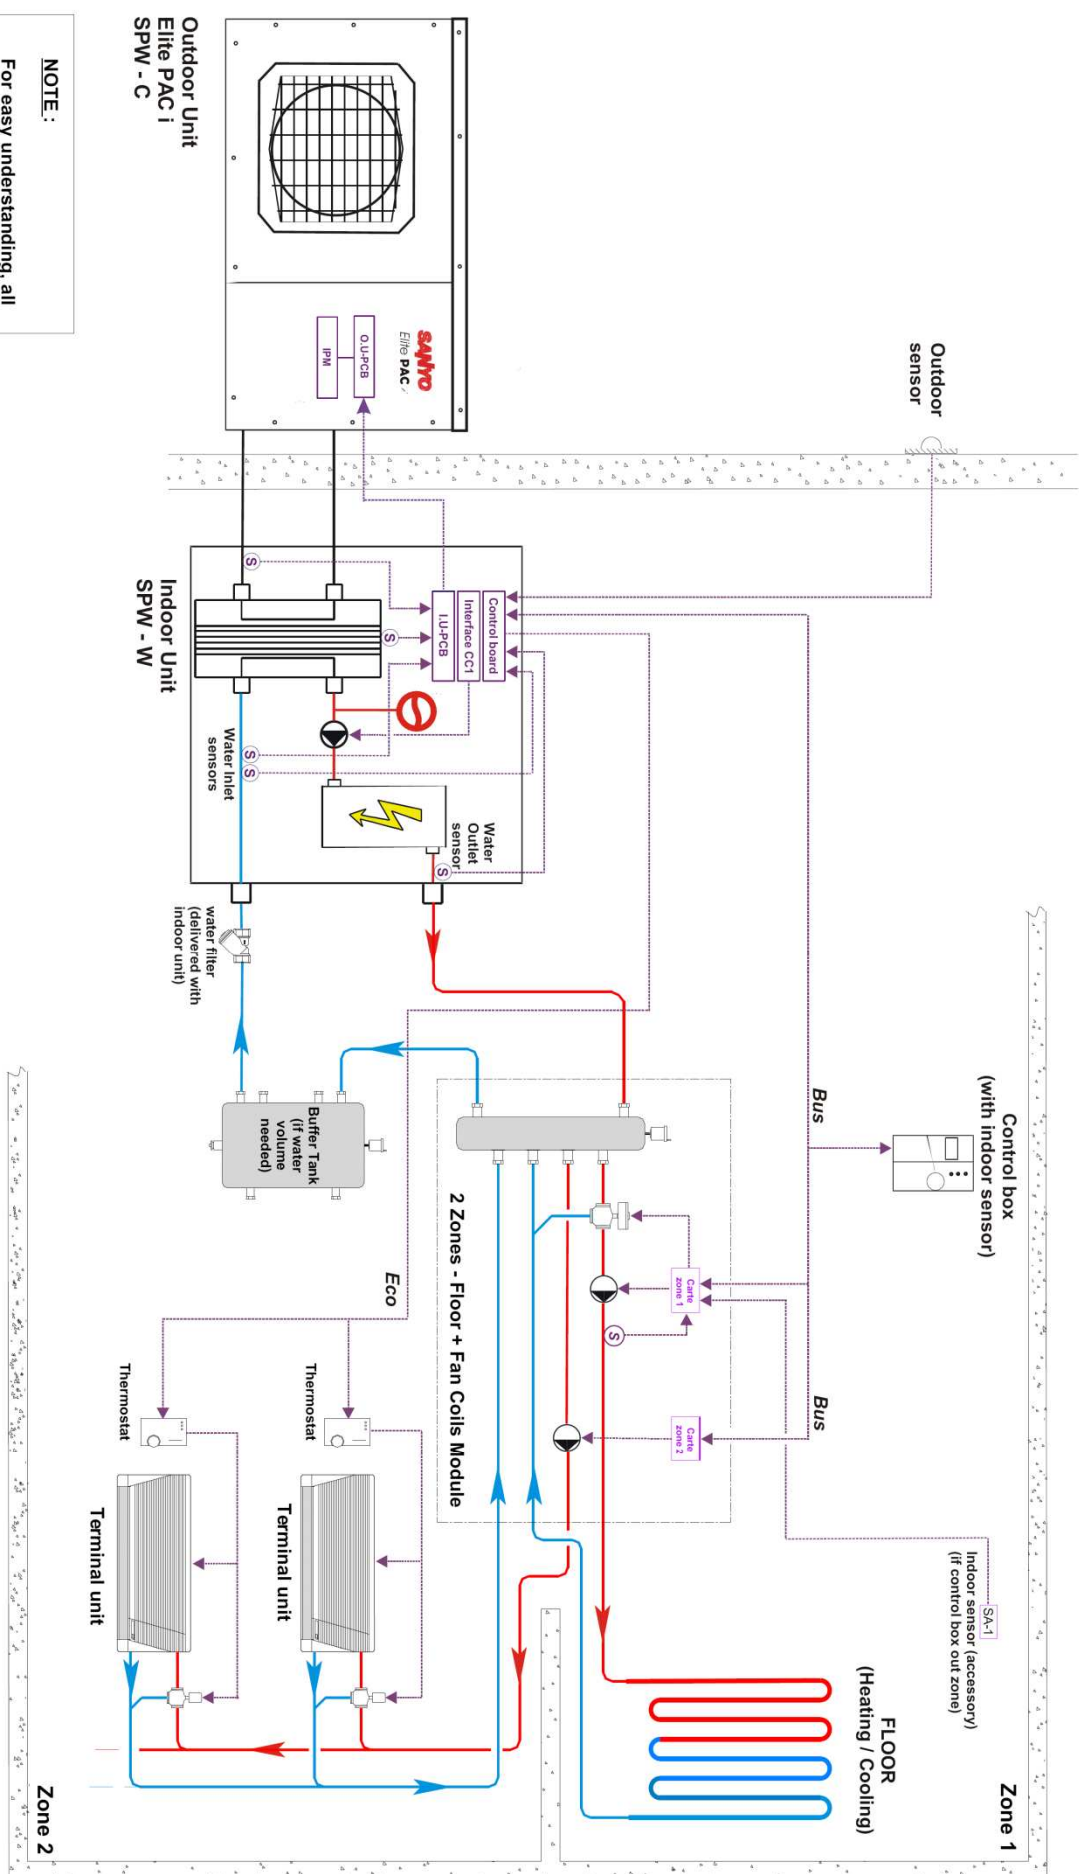 NOTE :
For easy understanding, all
Outdoor Unit
Elite PAC i
SPW - C
SANYO
Elite PAC i
O.U-PCB
IPM
Outdoor
sensor
Indoor Unit
SPW - W
Control board
Interface CC1
I.U-PCB
S
S
S
S
Water Inlet
sensors
Water
Outlet
sensor
S
water filter
(delivered with
indoor unit)
Buffer Tank
(if water
volume
needed)
Control box
(with indoor sensor)
Bus
Bus
Eco
2 Zones - Floor + Fan Coils Module
Carte
zone 1
S
Carte
zone 2
SA-1
Indoor sensor (accessory)
(if control box out zone)
Thermostat
Thermostat
Terminal unit
Terminal unit
FLOOR
(Heating / Cooling)
Zone 1
Zone 2